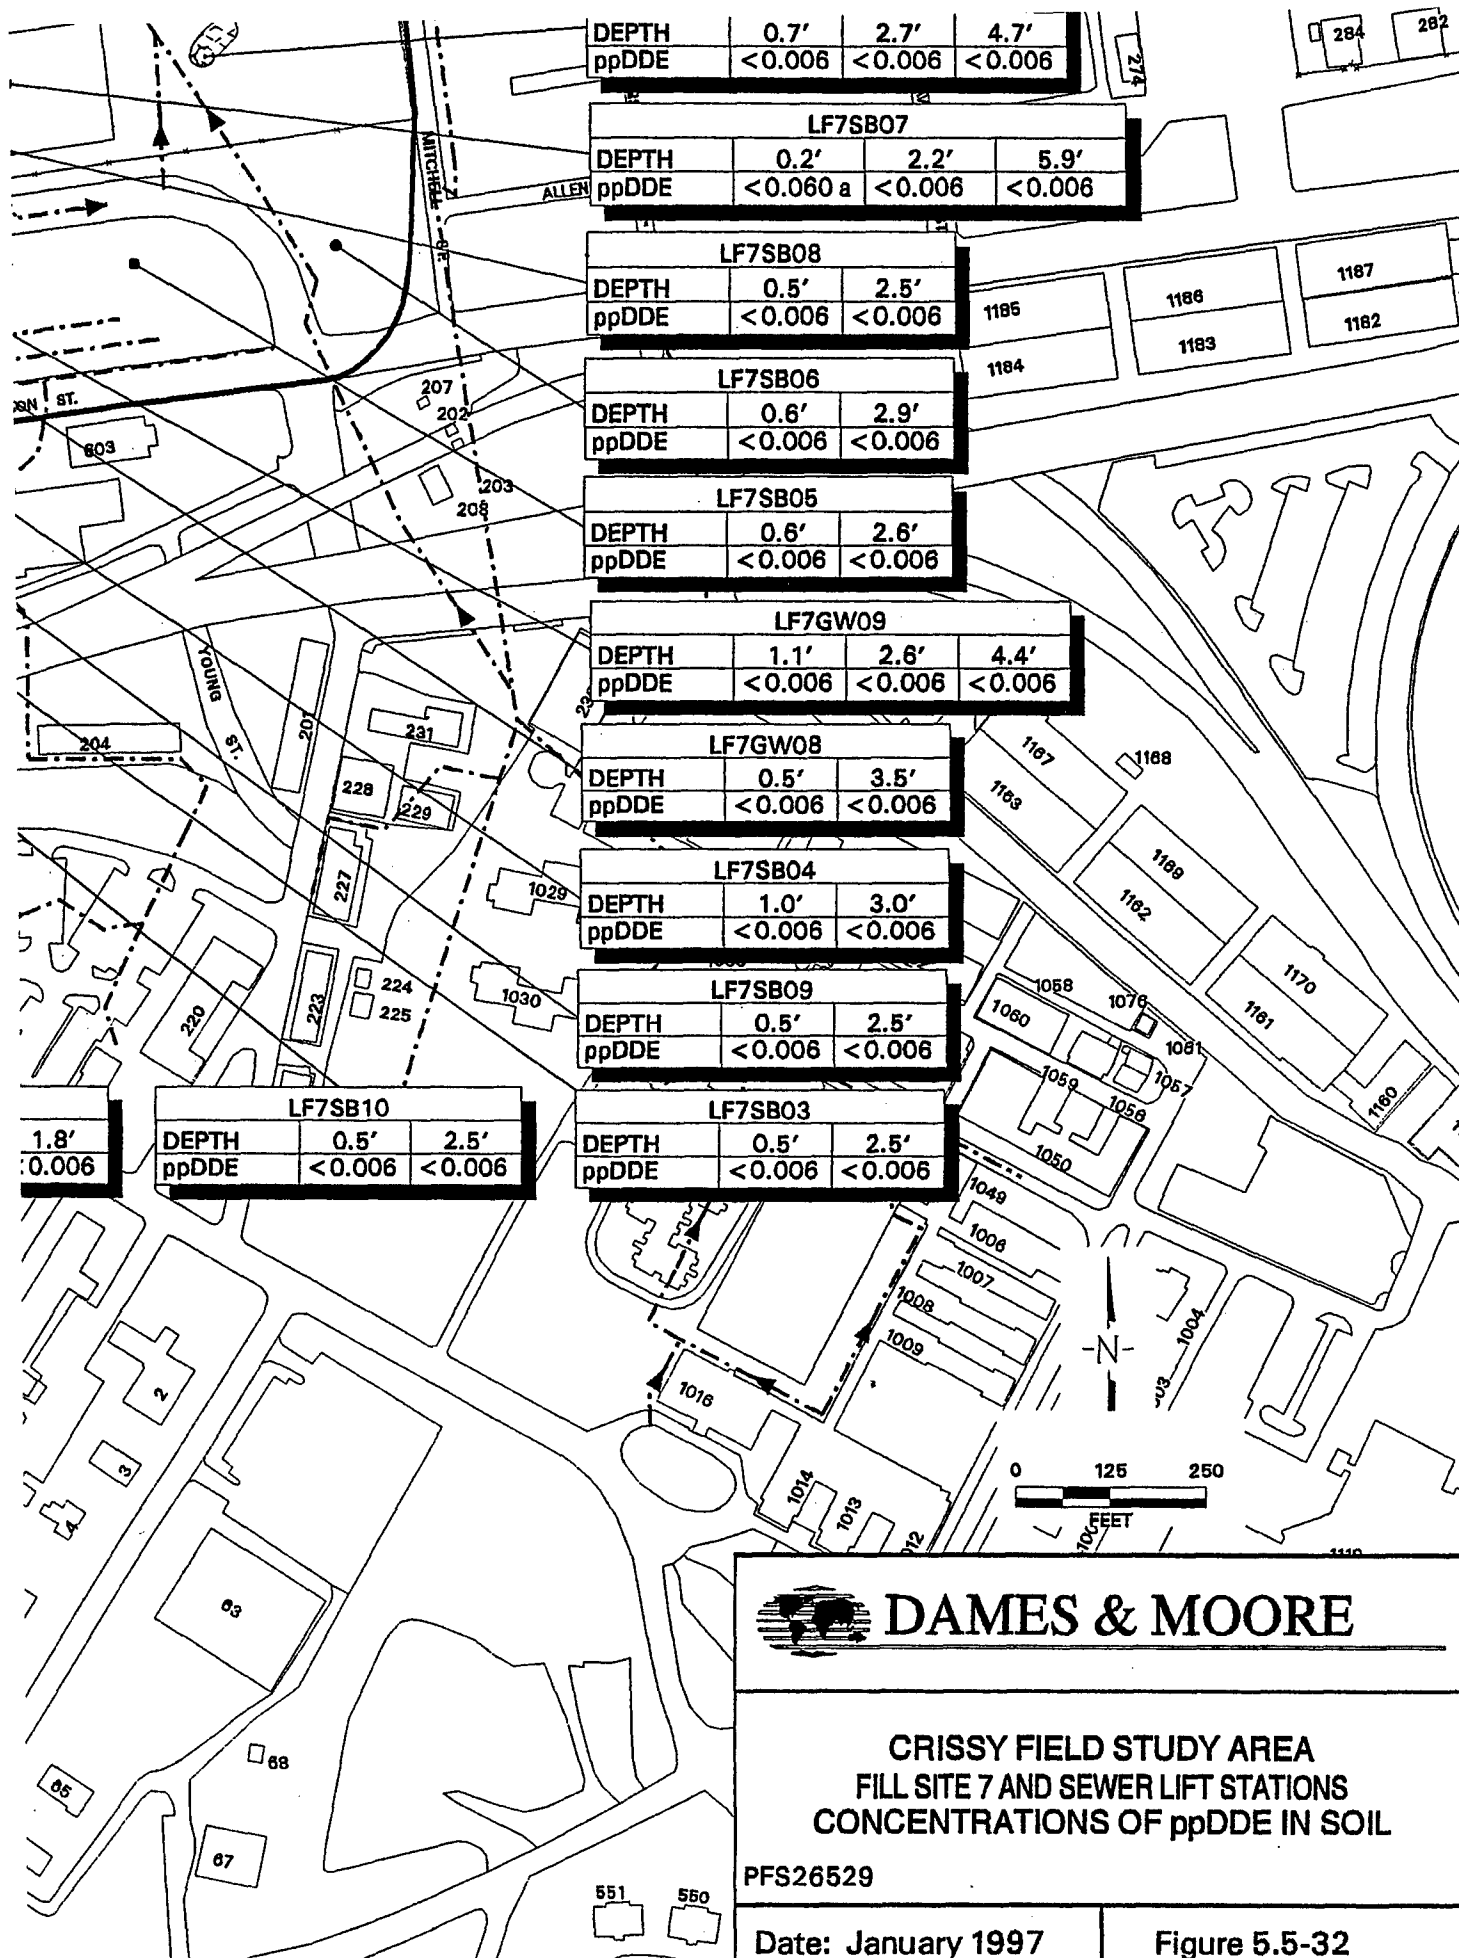 DEPTH 0.7' 2.7' 4.7'
ppDDE <0.006 <0.006 <0.006
284
282
274
LF7SB07
DEPTH 0.2' 2.2' 5.9'
ppDDE <0.060 a <0.006 <0.006
MITCHELL
ST.
ALLEN
LF7SB08
DEPTH 0.5' 2.5'
ppDDE <0.006 <0.006
1185
1186
1187
1184
1183
1182
LF7SB06
DEPTH 0.6' 2.9'
ppDDE <0.006 <0.006
207
202
203
208
ST.
603
LF7SB05
DEPTH 0.6' 2.6'
ppDDE <0.006 <0.006
LF7GW09
DEPTH 1.1' 2.6' 4.4'
ppDDE <0.006 <0.006 <0.006
YOUNG
ST.
204
201
231
228
229
227
LF7GW08
DEPTH 0.5' 3.5'
ppDDE <0.006 <0.006
1167
1168
1163
LF7SB04
DEPTH 1.0' 3.0'
ppDDE <0.006 <0.006
1029
1169
1162
LF7SB09
DEPTH 0.5' 2.5'
ppDDE <0.006 <0.006
1030
224
225
223
220
1058
1076
1060
1061
1059
1057
1056
1050
1170
1161
1160
1.8'
0.006
LF7SB10
DEPTH 0.5' 2.5'
ppDDE <0.006 <0.006
LF7SB03
DEPTH 0.5' 2.5'
ppDDE <0.006 <0.006
1049
1006
1007
1008
1009
1004
-N-
1016
1014
1013
2
3
4
63
0 125 250
FEET
65
68
67
551
550
DAMES & MOORE
CRISSY FIELD STUDY AREA
FILL SITE 7 AND SEWER LIFT STATIONS
CONCENTRATIONS OF ppDDE IN SOIL
PFS26529
Date: January 1997
Figure 5.5-32